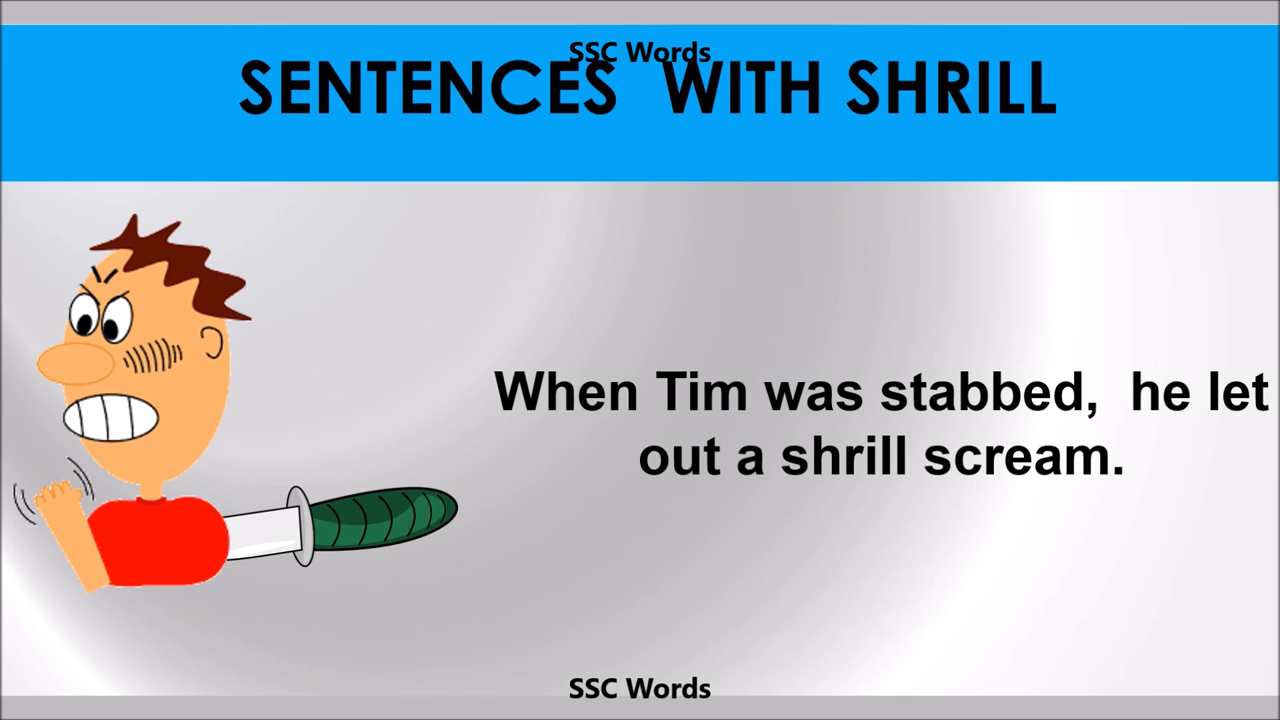 SSC Words
SENTENCES WITH SHRILL
When Tim was stabbed, he let
out a shrill scream.
SSC Words